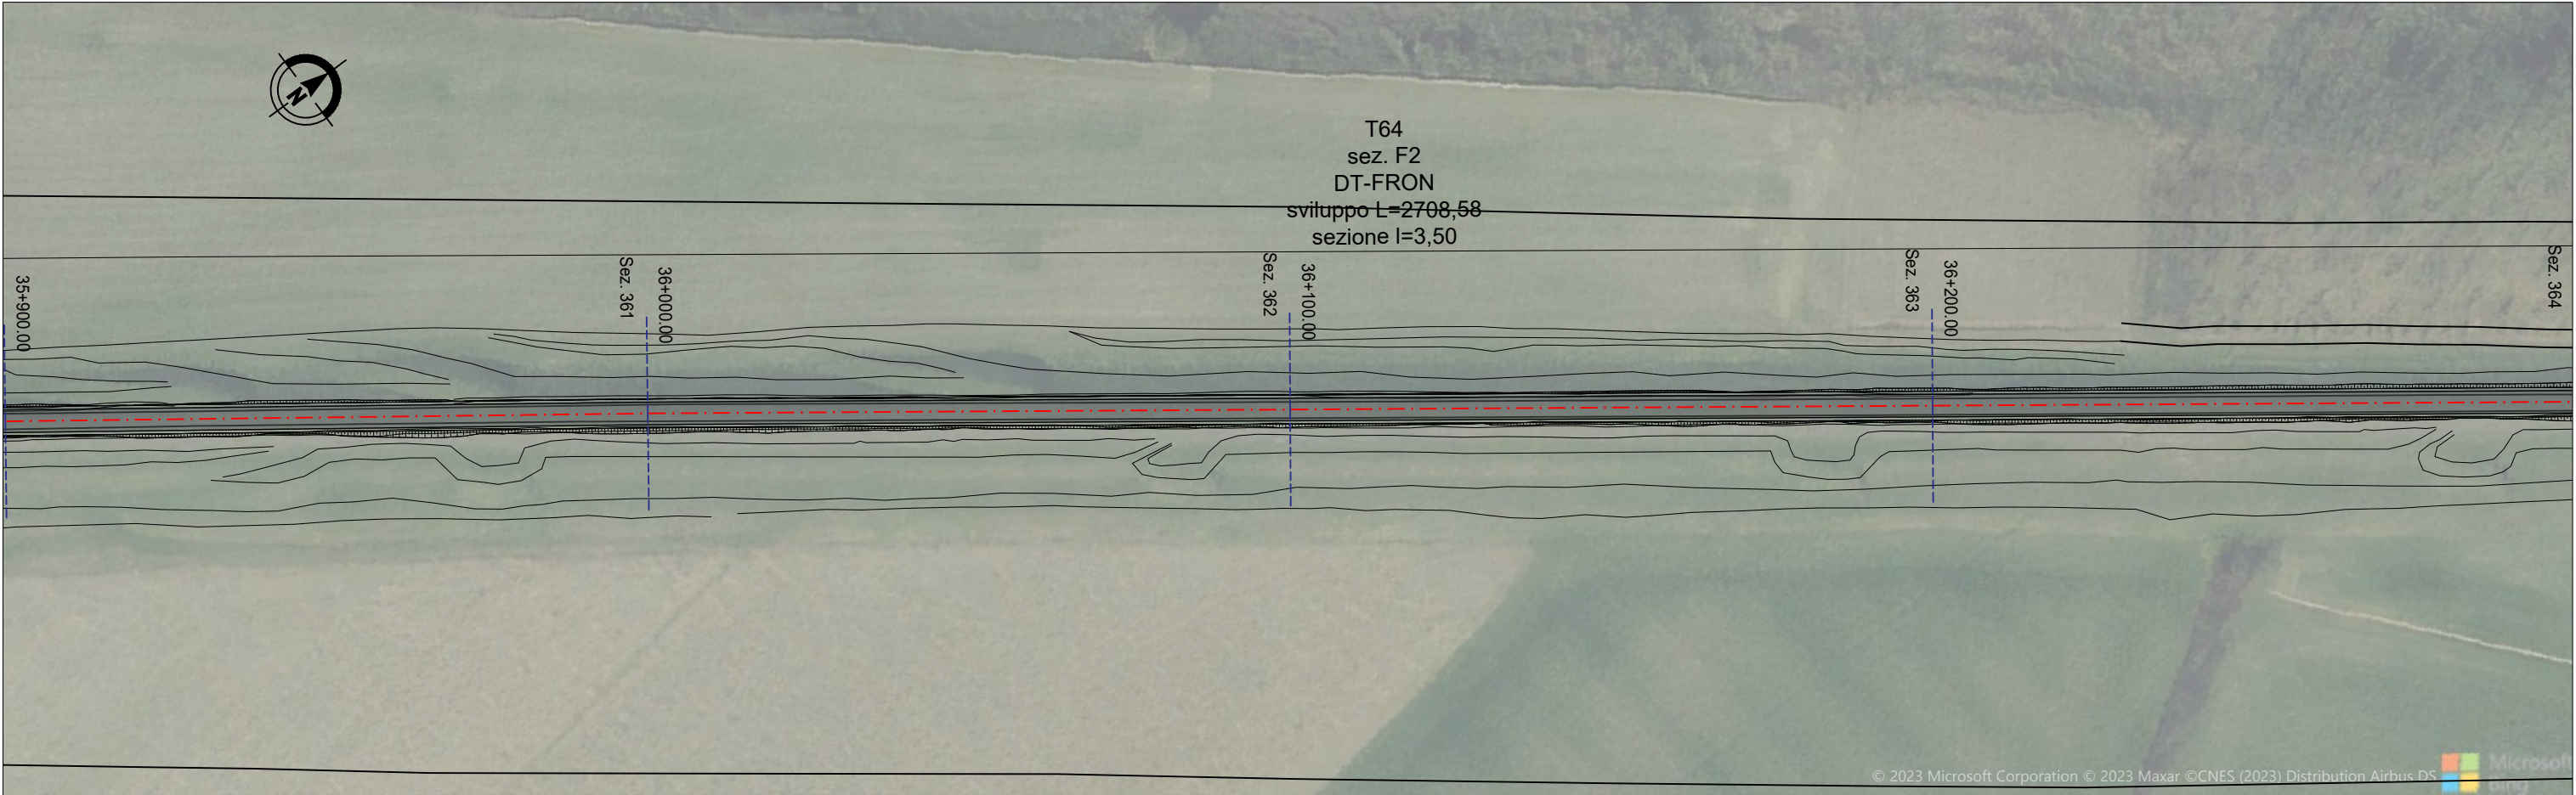 N
T64
sez. F2
DT-FRON
sviluppo L=2708,58
sezione l=3,50
35+900.00
Sez. 361
36+000.00
Sez. 362
36+100.00
Sez. 363
36+200.00
Sez. 364
© 2023 Microsoft Corporation © 2023 Maxar ©CNES (2023) Distribution Airbus DS
Microsoft
Bing